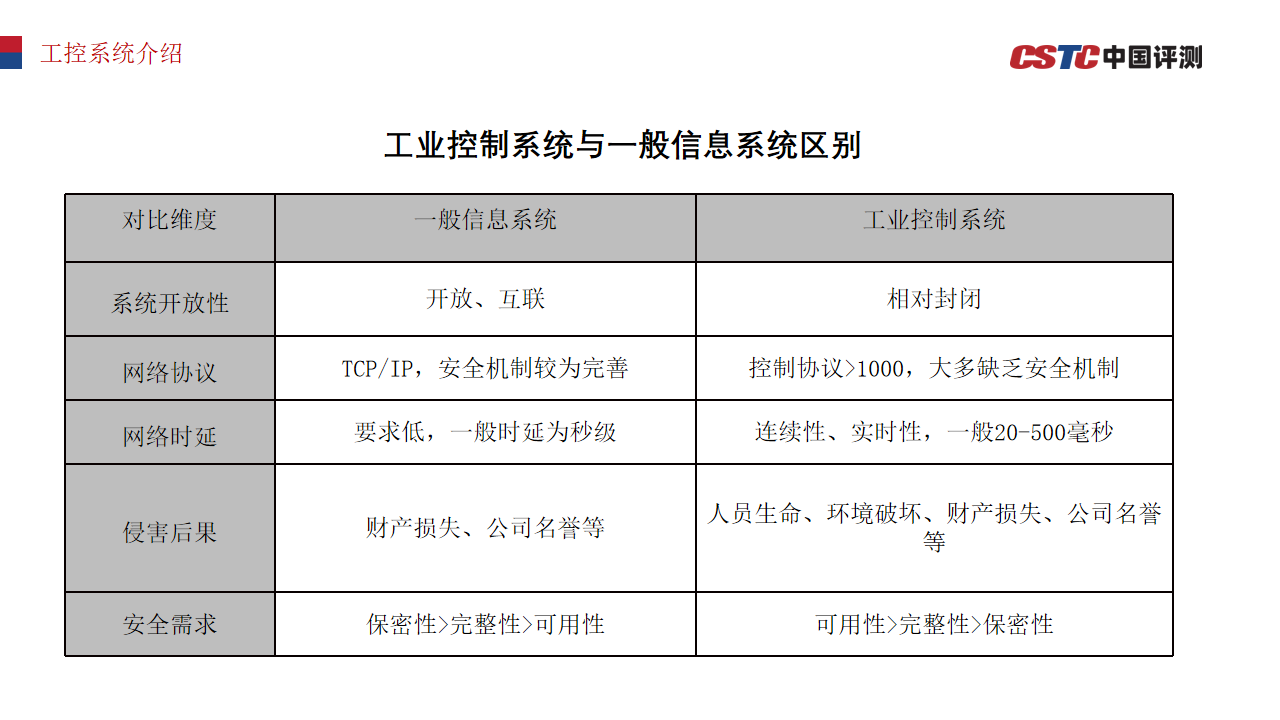 工控系统介绍
CSTC中国评测
工业控制系统与一般信息系统区别
对比维度
一般信息系统
工业控制系统
系统开放性
开放、互联
相对封闭
网络协议
TCP/IP，安全机制较为完善
控制协议>1000，大多缺乏安全机制
网络时延
要求低，一般时延为秒级
连续性、实时性，一般20-500毫秒
侵害后果
财产损失、公司名誉等
人员生命、环境破坏、财产损失、公司名誉
等
安全需求
保密性>完整性>可用性
可用性>完整性>保密性